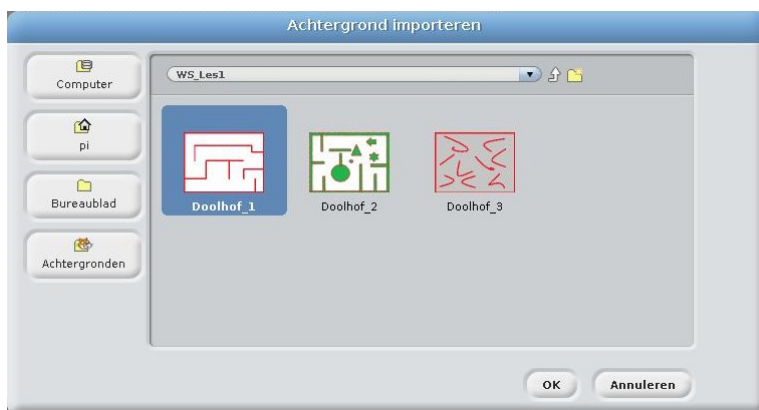 Achtergrond importeren
Computer
pi
Bureaublad
Achtergronden
WS_Les1
Doolhof_1
Doolhof_2
Doolhof_3
OK
Annuleren